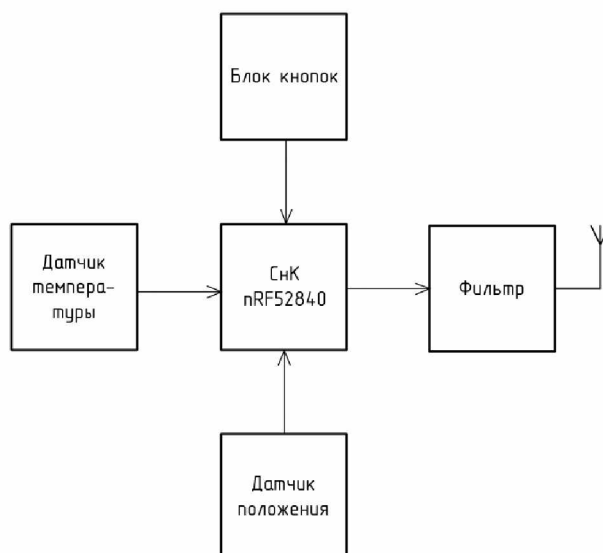 Блок кнопок
Датчик
темпера-
туры
СнК
nRF52840
Фильтр
Датчик
положения